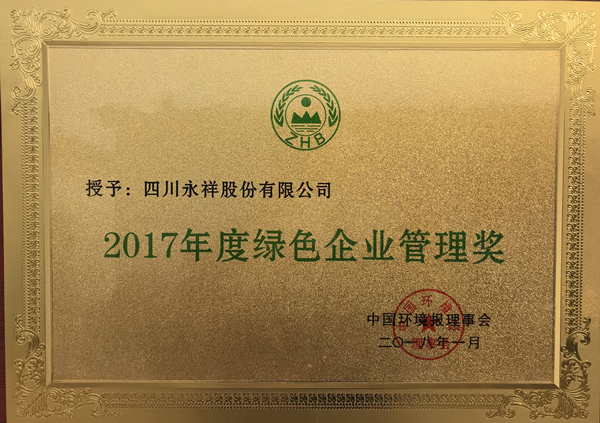 ZHB
授予：四川永祥股份有限公司
2017年度绿色企业管理奖
中国环境报理事会
二〇一八年一月